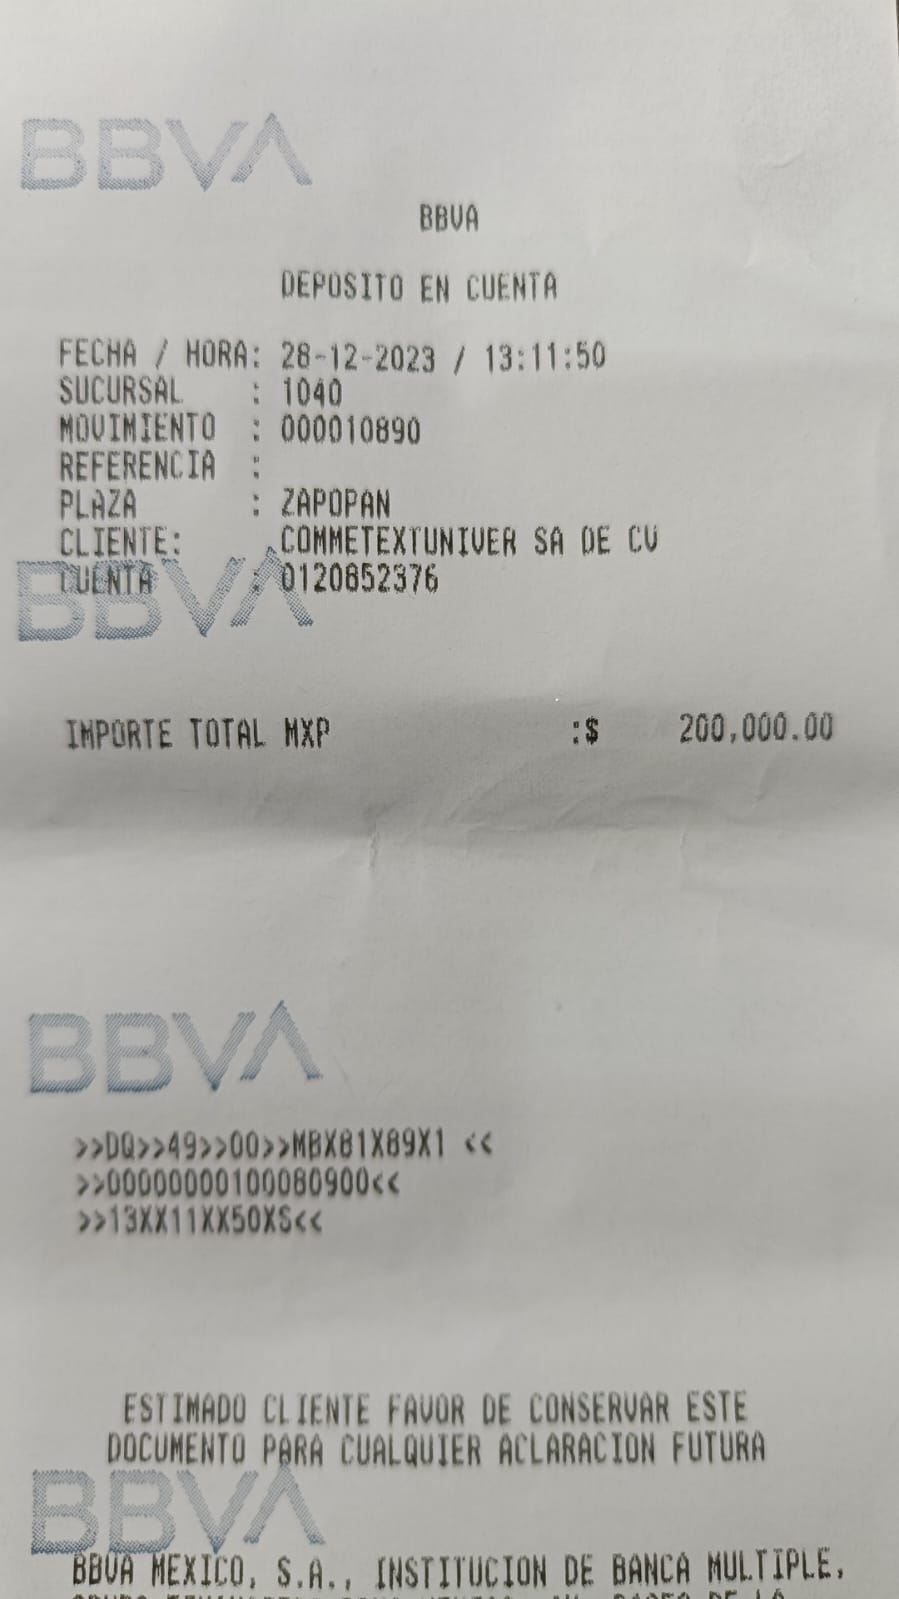 BBVA
BBVA
DEPOSITO EN CUENTA
FECHA / HORA: 28-12-2023 / 13:11:50
SUCURSAL : 1040
MOVIMIENTO : 000010890
REFERENCIA :
PLAZA : ZAPOPAN
CLIENTE: COMMETEXTUNIVER SA DE CV
CUENTA : 0120852376
BBVA
IMPORTE TOTAL MXP :$ 200,000.00
BBVA
>>DQ>>49>>00>>MBX81X89X1 <<
>>00000000100080900<<
>>13XX11XX50XS<<
ESTIMADO CLIENTE FAVOR DE CONSERVAR ESTE
DOCUMENTO PARA CUALQUIER ACLARACION FUTURA
BBVA
BBVA MEXICO, S.A., INSTITUCION DE BANCA MULTIPLE,